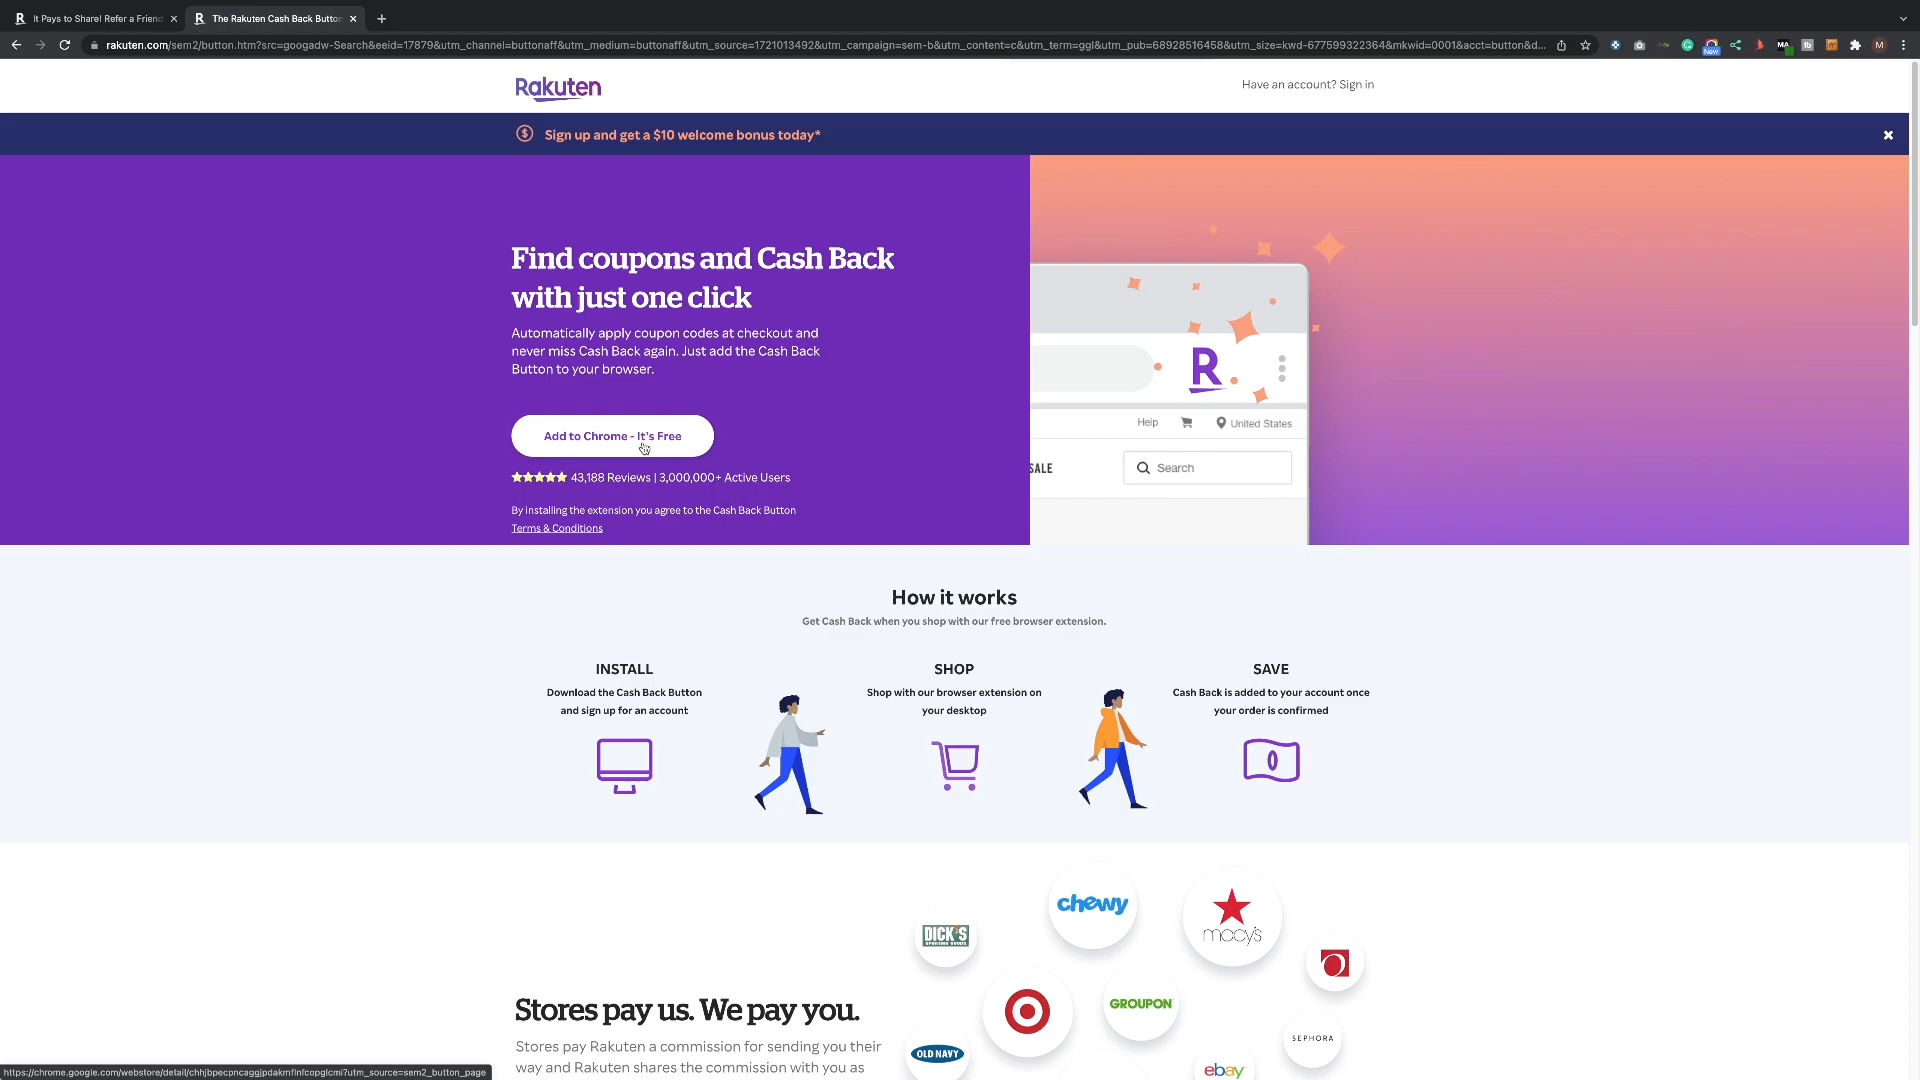 It Pays to Share! Refer a Friend
The Rakuten Cash Back Button
rakuten.com/sem2/button.htm?src=googadw-Search&eeid=17879&utm_channel=buttonaff&utm_medium=buttonaff&utm_source=1721013492&utm_campaign=sem-b&utm_content=c&utm_term=ggl&utm_pub=68928516458&utm_size=kwd-677599322364&mkwid=0001&acct=button&d...
New
MA
M
Rakuten
Have an account? Sign in
Sign up and get a $10 welcome bonus today*
Find coupons and Cash Back
with just one click
Automatically apply coupon codes at checkout and
never miss Cash Back again. Just add the Cash Back
Button to your browser.
Add to Chrome - It's Free
43,188 Reviews | 3,000,000+ Active Users
By installing the extension you agree to the Cash Back Button
Terms & Conditions
R
Help
United States
SALE
Search
How it works
Get Cash Back when you shop with our free browser extension.
INSTALL
Download the Cash Back Button
and sign up for an account
SHOP
Shop with our browser extension on
your desktop
SAVE
Cash Back is added to your account once
your order is confirmed
chewy
macy's
DICK'S
SPORTING GOODS
GROUPON
Stores pay us. We pay you.
SEPHORA
OLD NAVY
ebay
Stores pay Rakuten a commission for sending you their
way and Rakuten shares the commission with you as
https://chrome.google.com/webstore/detail/chhjbpecpncaggjpdakmflnfcopglcmi?utm_source=sem2_button_page